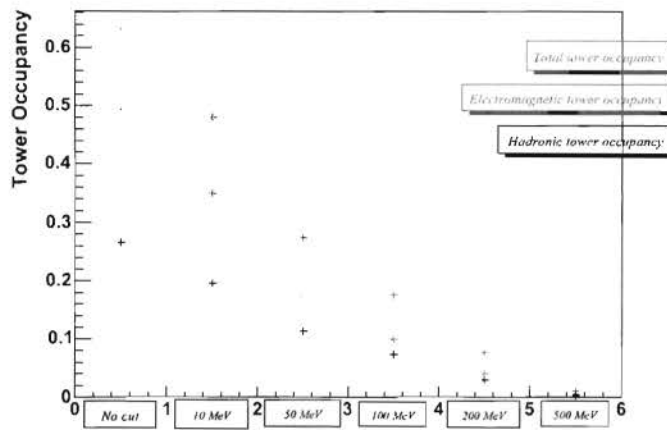 Tower Occupancy
0.6
0.5
0.4
0.3
0.2
0.1
0
Total tower occupancy
Electromagnetic tower occupancy
Hadronic tower occupancy
0 1 2 3 4 5 6
No cut 10 MeV 50 MeV 100 MeV 200 MeV 500 MeV